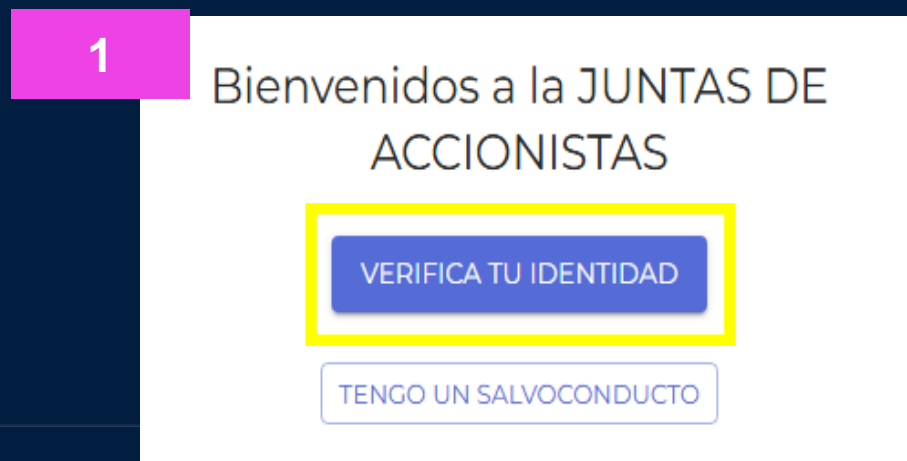 1
Bienvenidos a la JUNTAS DE
ACCIONISTAS
VERIFICA TU IDENTIDAD
TENGO UN SALVOCONDUCTO